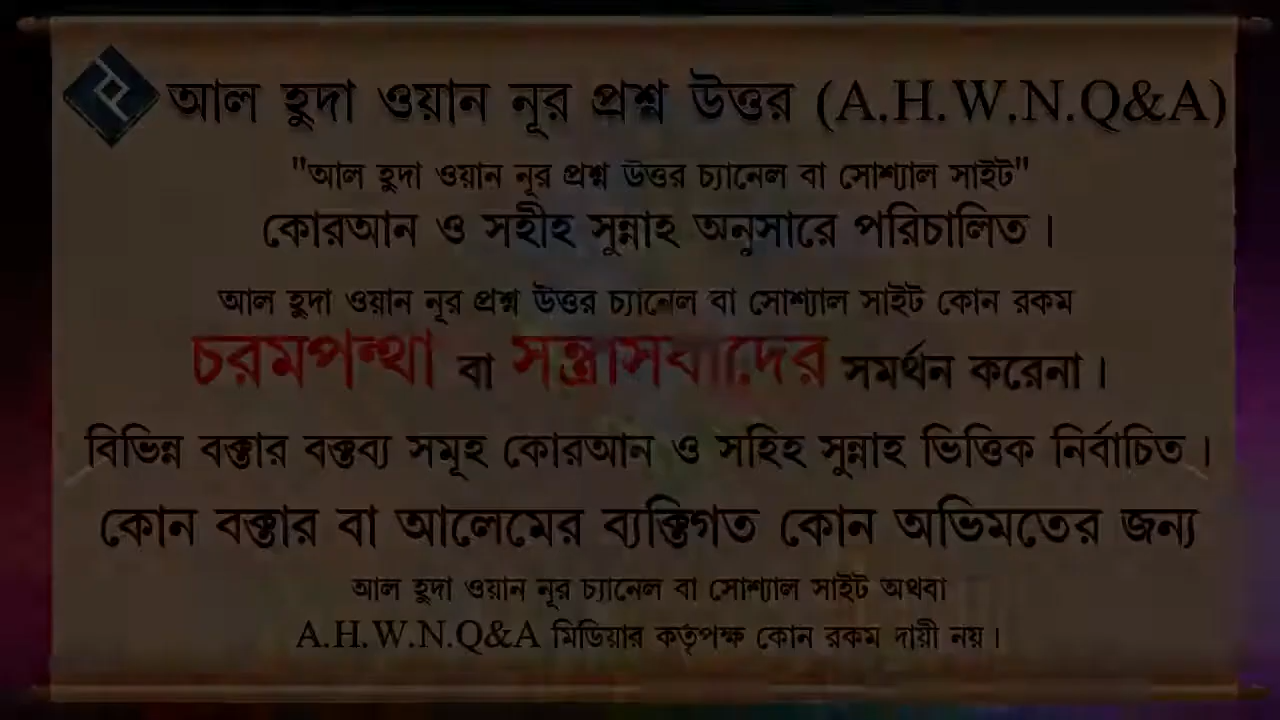 আল হুদা ওয়ান নূর প্রশ্ন উত্তর (A.H.W.N.Q&A)
"আল হুদা ওয়ান নূর প্রশ্ন উত্তর চ্যানেল বা সোশ্যাল সাইট"
কোরআন ও সহীহ সুন্নাহ অনুসারে পরিচালিত।
আল হুদা ওয়ান নূর প্রশ্ন উত্তর চ্যানেল বা সোশ্যাল সাইট কোন রকম
চরমপন্থা বা সন্ত্রাসবাদের সমর্থন করেনা।
বিভিন্ন বক্তার বক্তব্য সমূহ কোরআন ও সহিহ সুন্নাহ ভিত্তিক নির্বাচিত।
কোন বক্তার বা আলেমের ব্যক্তিগত কোন অভিমতের জন্য
আল হুদা ওয়ান নূর চ্যানেল বা সোশ্যাল সাইট অথবা
A.H.W.N.Q&A মিডিয়ার কর্তৃপক্ষ কোন রকম দায়ী নয়।